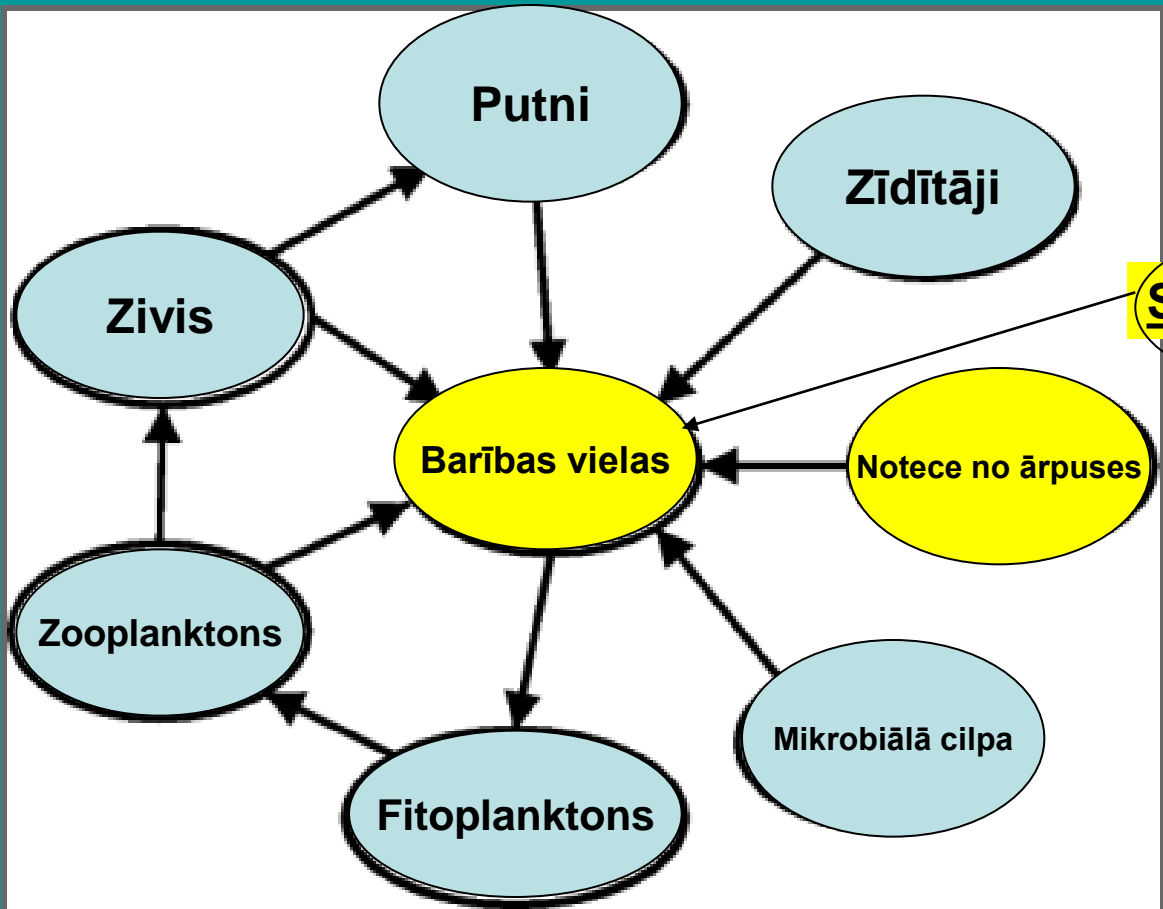 Putni
Zīdītāji
Zivis
Barības vielas
Notece no ārpuses
Zooplanktons
Mikrobiālā cilpa
Fitoplanktons